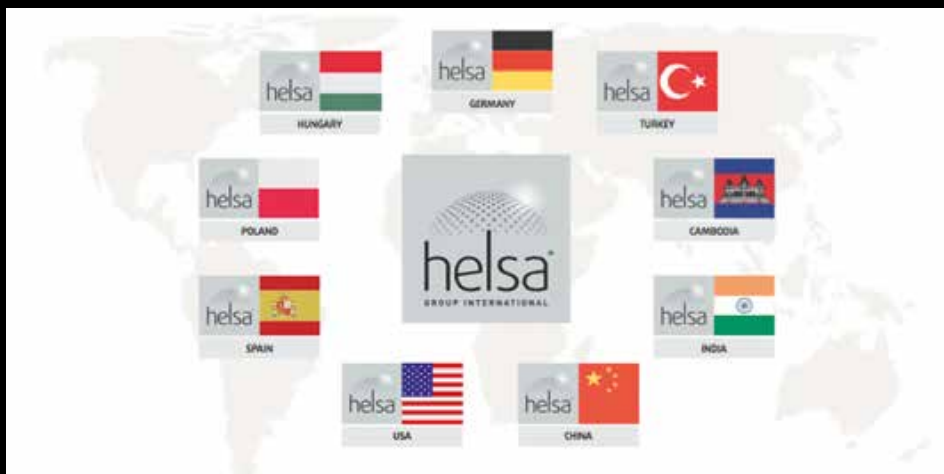 helsa
GERMANY
helsa
HUNGARY
helsa
TURKEY
helsa
POLAND
helsa
GROUP INTERNATIONAL
helsa
CAMBODIA
helsa
SPAIN
helsa
INDIA
helsa
USA
helsa
CHINA